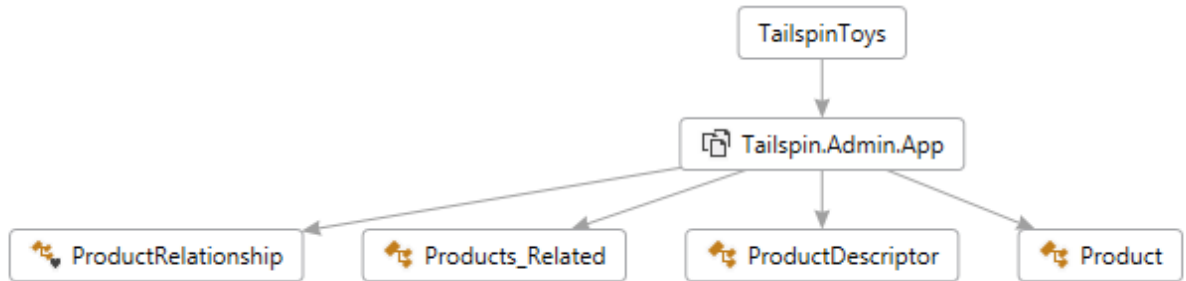 TailspinToys
Tailspin.Admin.App
ProductRelationship
Products_Related
ProductDescriptor
Product